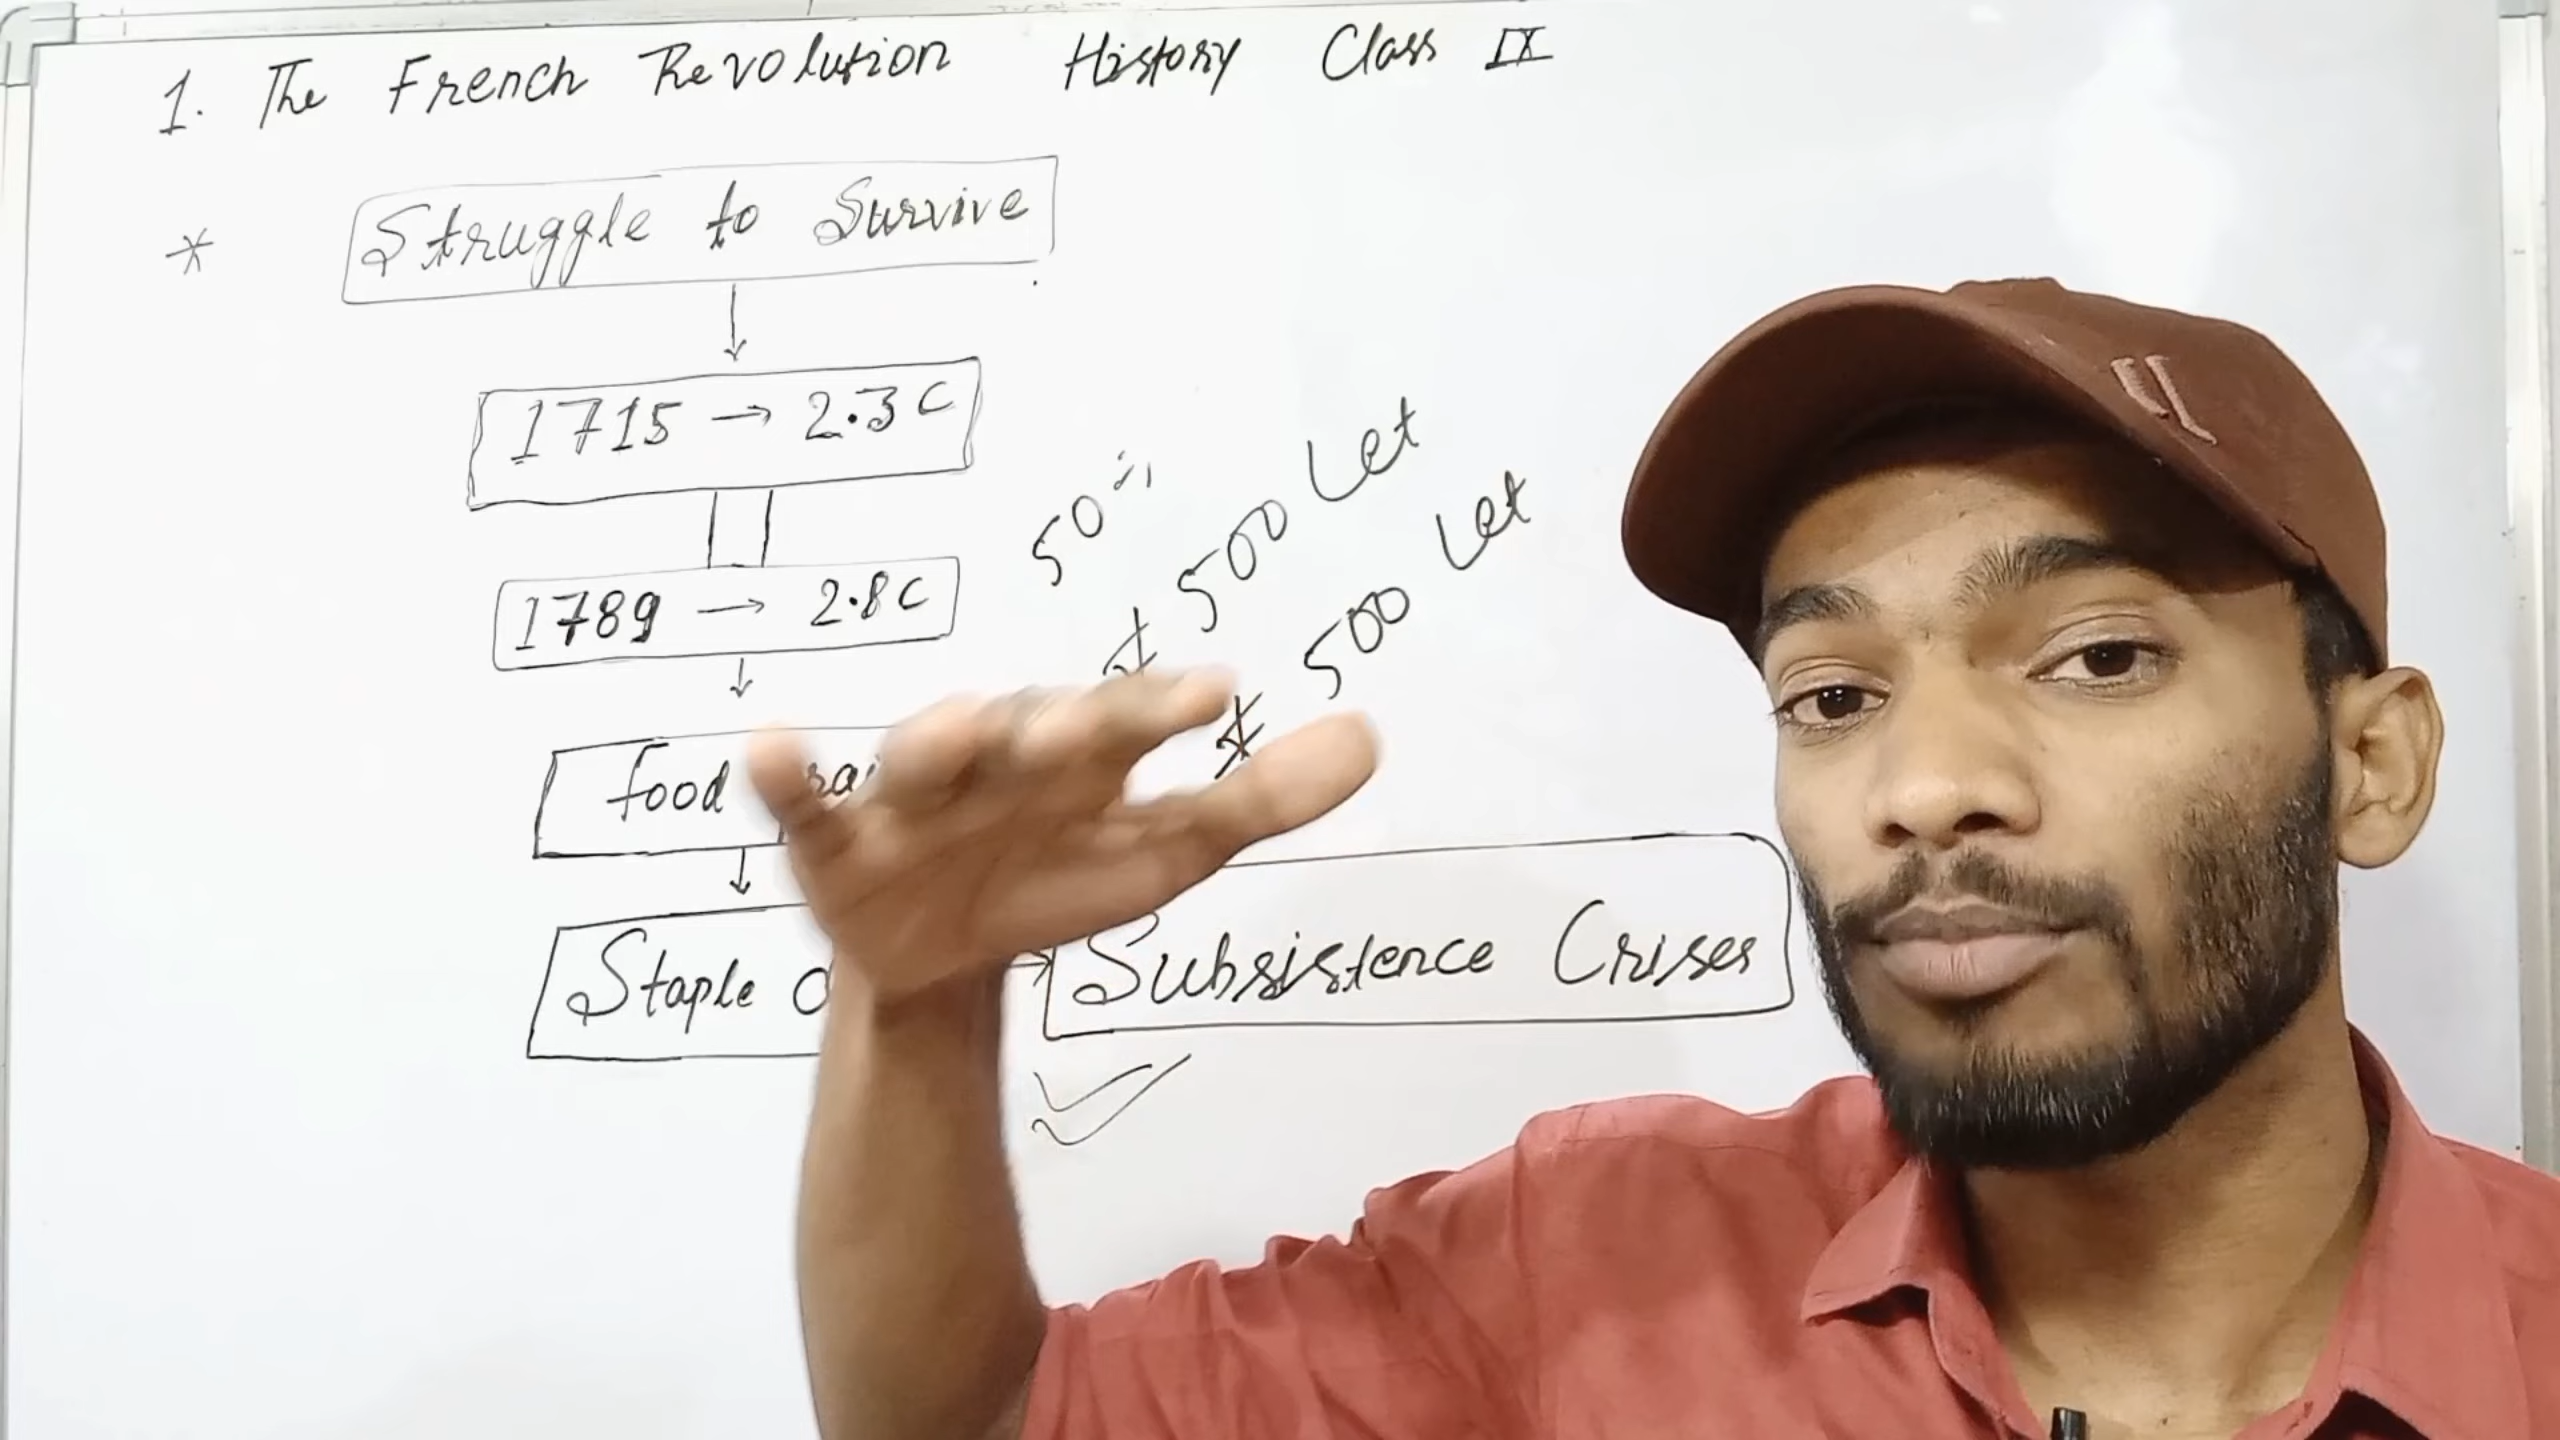 1. The French Revolution History Class IX
* Struggle to Survive
1715 → 2.3 C
1789 → 2.8 C
50%
* 500 Let
* 500 Let
food
Staple
→ Subsistence Crises